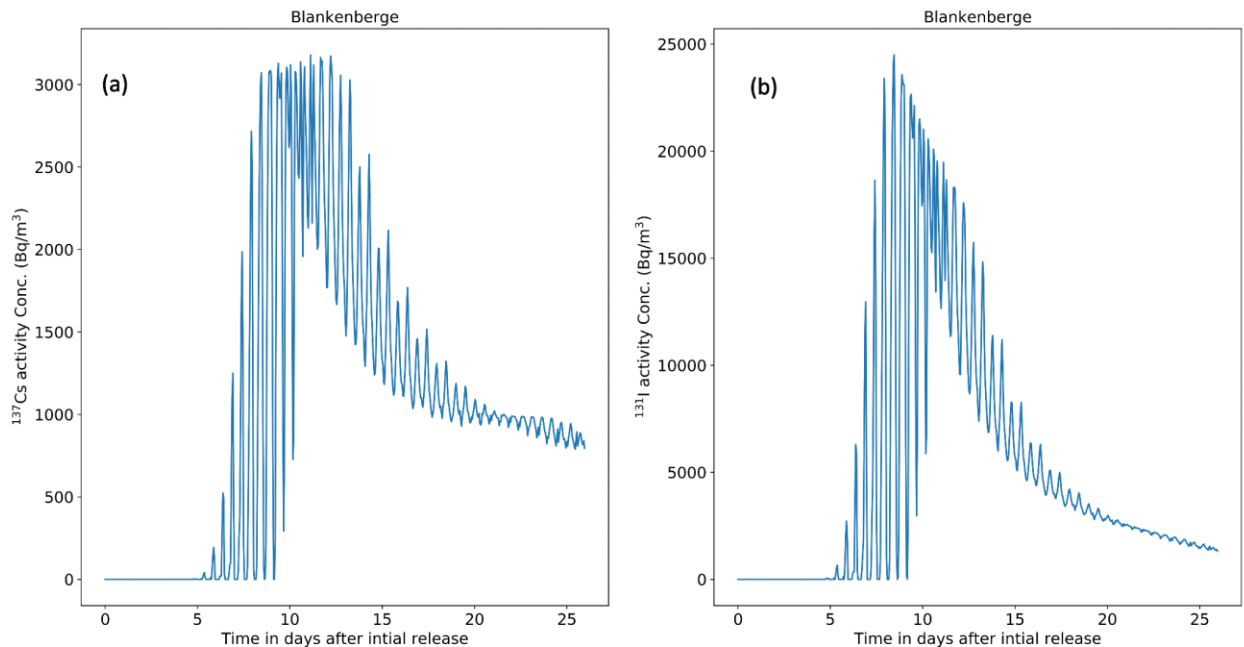 Blankenberge
(a)
3000
2500
2000
1500
1000
500
0
¹³⁷Cs activity Conc. (Bq/m³)
0 5 10 15 20 25
Time in days after intial release
Blankenberge
(b)
25000
20000
15000
10000
5000
0
¹³¹I activity Conc. (Bq/m³)
0 5 10 15 20 25
Time in days after intial release